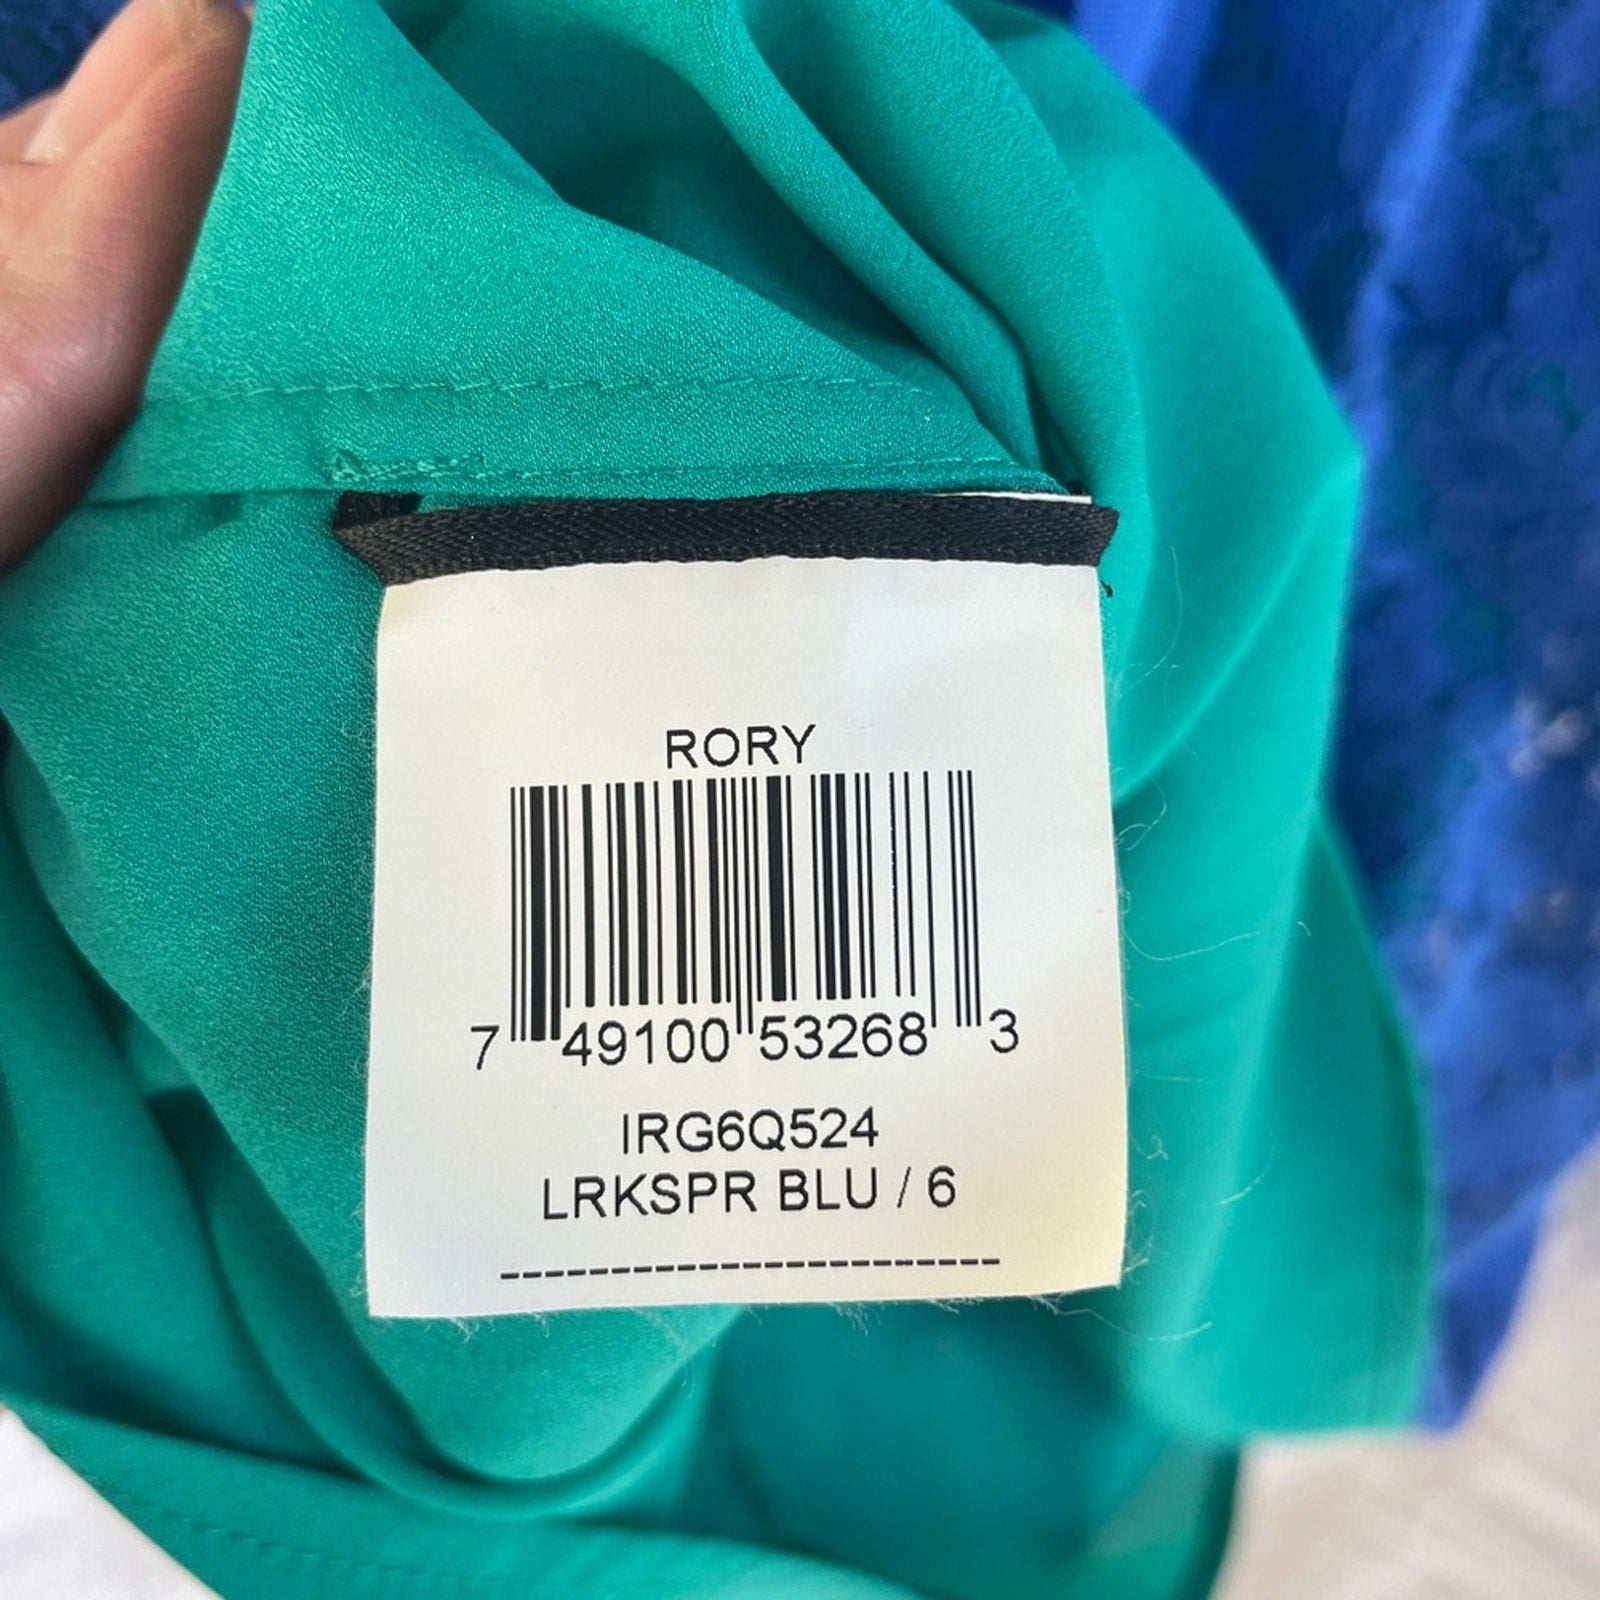 RORY
7 49100 53268 3
IRG6Q524
LRKSPR BLU / 6
-----------------------